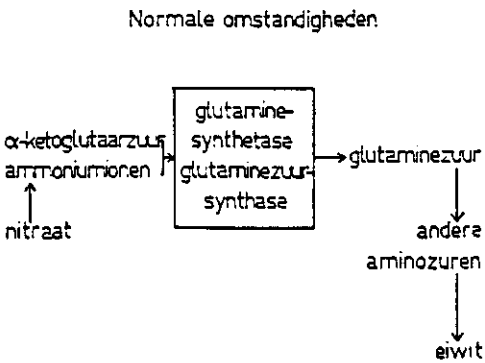 Normale omstandigheden
glutamine-
synthetase
glutaminezuur-
synthase
α-ketoglutaarzuur
ammoniumionen
nitraat
glutaminezuur
andere
aminozuren
eiwit